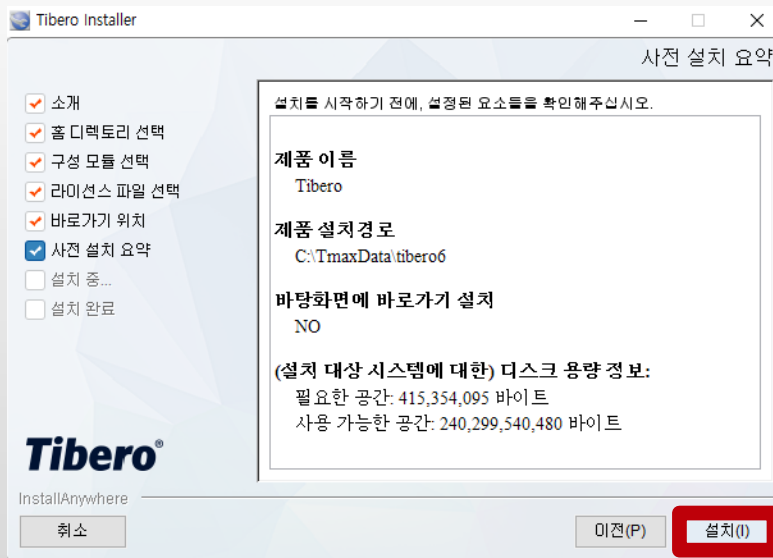 Tibero Installer
사전 설치 요약
소개
홈 디렉토리 선택
구성 모듈 선택
라이선스 파일 선택
바로가기 위치
사전 설치 요약
설치 중...
설치 완료
설치를 시작하기 전에, 설정된 요소들을 확인해주십시오.
제품 이름
Tibero
제품 설치경로
C:\TmaxData\tibero6
바탕화면에 바로가기 설치
NO
(설치 대상 시스템에 대한) 디스크 용량 정보:
필요한 공간: 415,354,095 바이트
사용 가능한 공간: 240,299,540,480 바이트
Tibero®
InstallAnywhere
취소
이전(P)
설치(I)